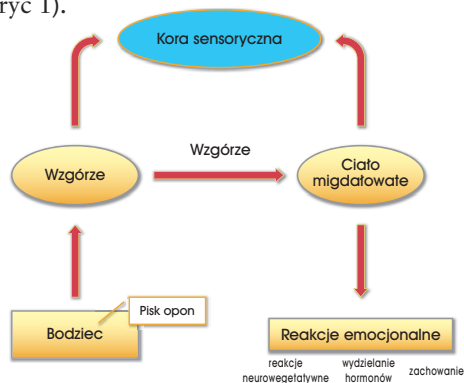 ryc 1).
Kora sensoryczna
Wzgórze
Wzgórze
Ciało
migdałowate
Pisk opon
Bodziec
Reakcje emocjonalne
reakcje
neurowegetatywne
wydzielanie
hormonów
zachowanie